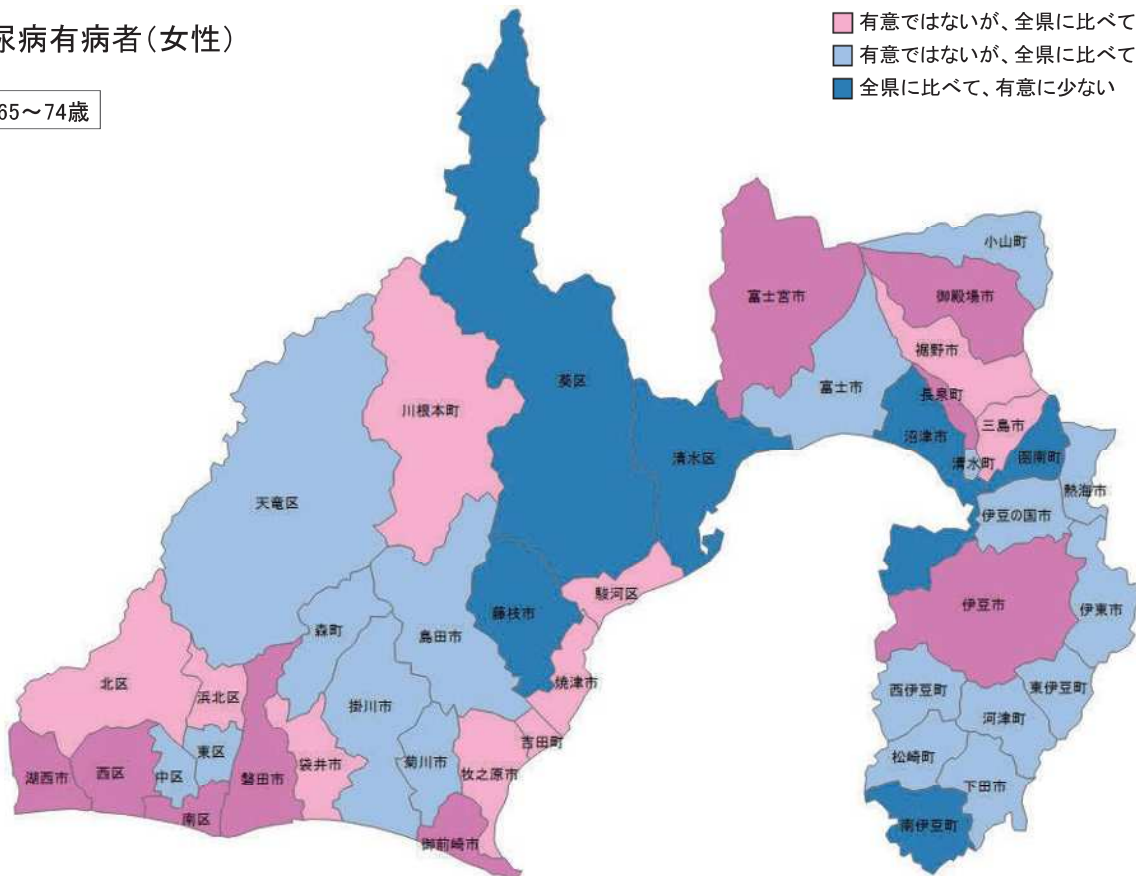 尿病有病者(女性)
65～74歳
有意ではないが、全県に比べて
有意ではないが、全県に比べて
全県に比べて、有意に少ない
小山町
富士宮市
御殿場市
裾野市
葵区
富士市
長泉町
川根本町
三島市
沼津市
清水区
清水町
函南町
熱海市
天竜区
伊豆の国市
駿河区
藤枝市
伊豆市
伊東市
森町
島田市
北区
浜北区
焼津市
西伊豆町
東伊豆町
掛川市
河津町
吉田町
東区
湖西市
西区
中区
磐田市
袋井市
菊川市
牧之原市
松崎町
下田市
南区
御前崎市
南伊豆町